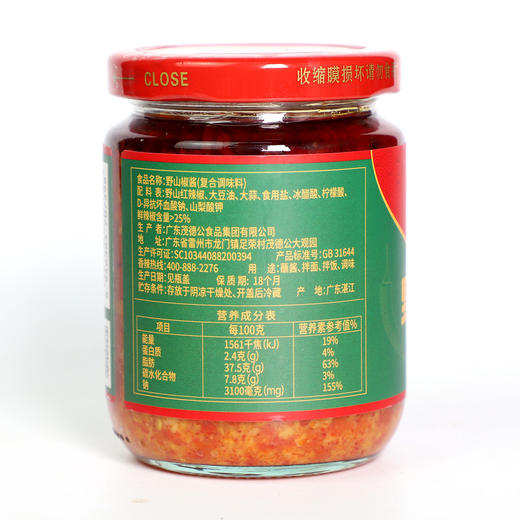 CLOSE
收缩膜损坏请勿
食品名称:野山椒酱(复合调味料)
配 料 表:野山红辣椒、大豆油、大蒜、食用盐、冰醋酸、柠檬酸、
D-异抗坏血酸钠、山梨酸钾
鲜辣椒含量>25%
生 产 者:广东茂德公食品集团有限公司
地 址:广东省雷州市龙门镇足荣村茂德公大观园
生产许可证:SC10344088200394 产品标准号:GB 31644
香辣热线:400-888-2276 用 途:蘸酱、拌面、拌饭、调味
生产日期:见瓶盖 保 质 期:18个月
贮存条件:存放于阴凉干燥处、开盖后冷藏 产 地:广东湛江
营养成分表
项目 每100克 营养素参考值%
能量 1561千焦(kJ) 19%
蛋白质 2.4克(g) 4%
脂肪 37.5克(g) 63%
碳水化合物 7.8克(g) 3%
钠 3100毫克(mg) 155%